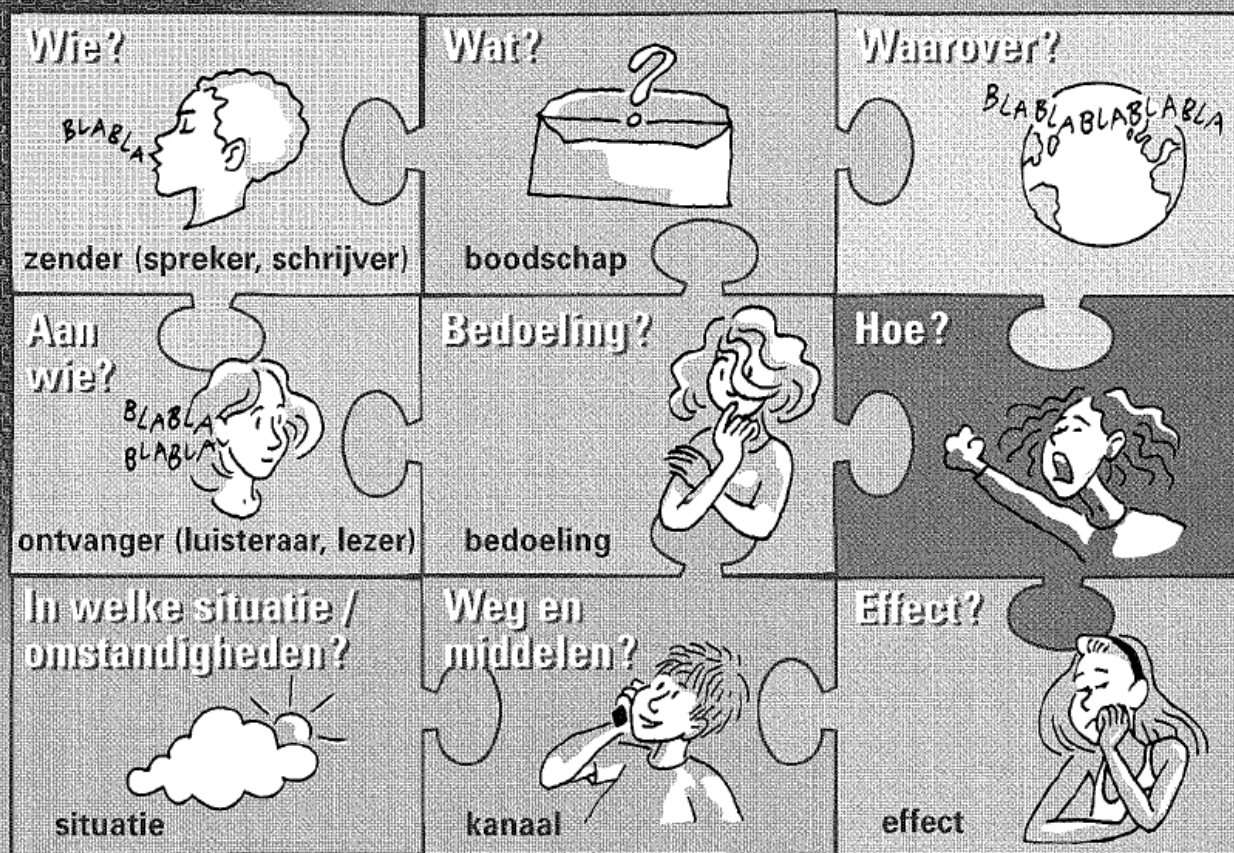 Wie?
BLABLA
zender (spreker, schrijver)
Wat?
?
boodschap
Waarover?
BLABLABLABLABLA
Aan
wie?
BLABLA
BLABLA
ontvanger (luisteraar, lezer)
Bedoeling?
bedoeling
Hoe?
In welke situatie /
omstandigheden?
situatie
Weg en
middelen?
kanaal
Effect?
effect